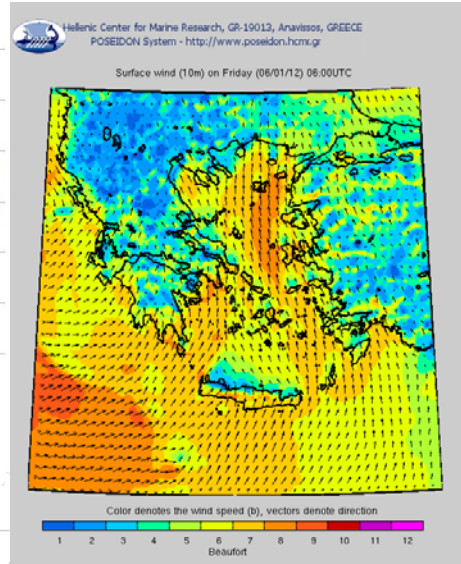 Hellenic Center for Marine Research, GR-19013, Anavissos, GREECE
POSEIDON System - http://www.poseidon.hcmr.gr
Surface wind (10m) on Friday (06/01/12) 06:00UTC
Color denotes the wind speed (b), vectors denote direction
1 2 3 4 5 6 7 8 9 10 11 12
Beaufort